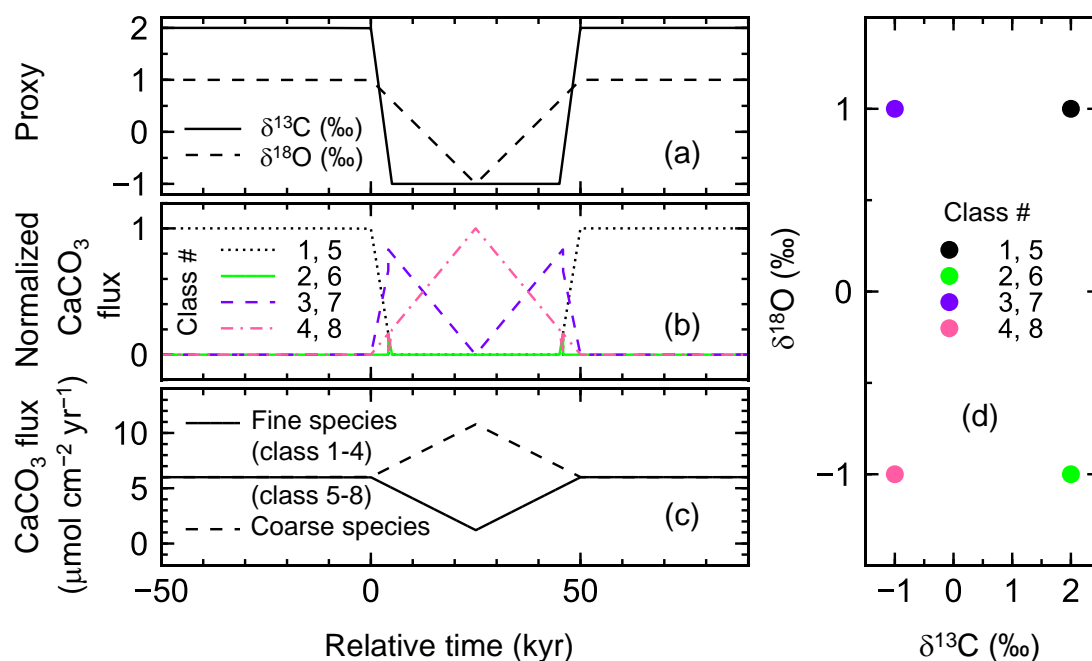 2
1
0
−1
Proxy
δ¹³C (‰)
δ¹⁸O (‰)
(a)
1
0
Normalized
CaCO₃
flux
Class #
1, 5
2, 6
3, 7
4, 8
(b)
10
5
0
CaCO₃ flux
(μmol cm⁻² yr⁻¹)
Fine species
(class 1-4)
(class 5-8)
Coarse species
(c)
−50
0
50
Relative time (kyr)
1
0
−1
δ¹⁸O (‰)
Class #
1, 5
2, 6
3, 7
4, 8
(d)
−1
0
1
2
δ¹³C (‰)